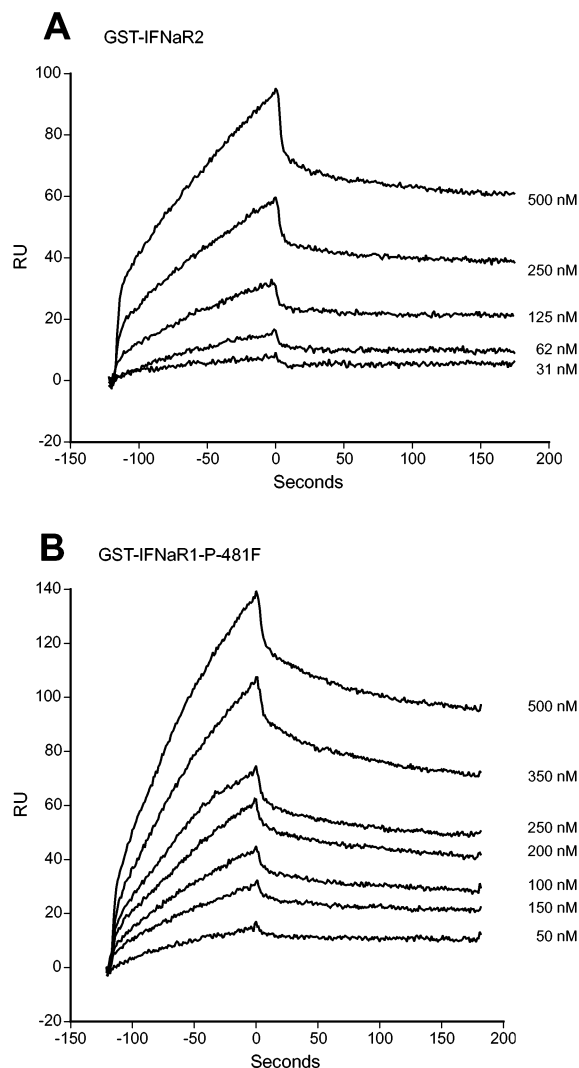 A
GST-IFNaR2
100
80
60
40
20
0
-20
RU
500 nM
250 nM
125 nM
62 nM
31 nM
-150 -100 -50 0 50 100 150 200
Seconds
B
GST-IFNaR1-P-481F
140
120
100
80
60
40
20
0
-20
RU
500 nM
350 nM
250 nM
200 nM
100 nM
150 nM
50 nM
-150 -100 -50 0 50 100 150 200
Seconds